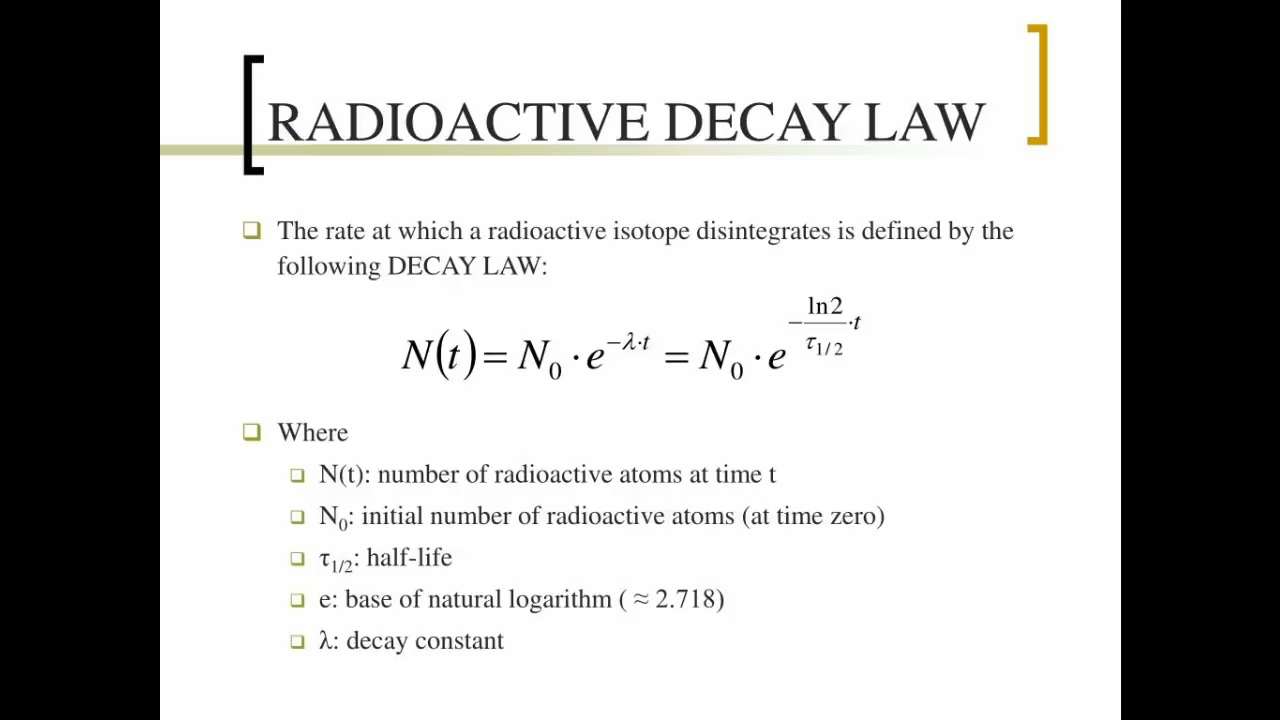 RADIOACTIVE DECAY LAW
The rate at which a radioactive isotope disintegrates is defined by the
following DECAY LAW:
N(t) = N₀ · e^(−λ·t) = N₀ · e^(−(ln2/τ₁/₂)·t)
Where
N(t): number of radioactive atoms at time t
N₀: initial number of radioactive atoms (at time zero)
τ₁/₂: half-life
e: base of natural logarithm ( ≈ 2.718)
λ: decay constant